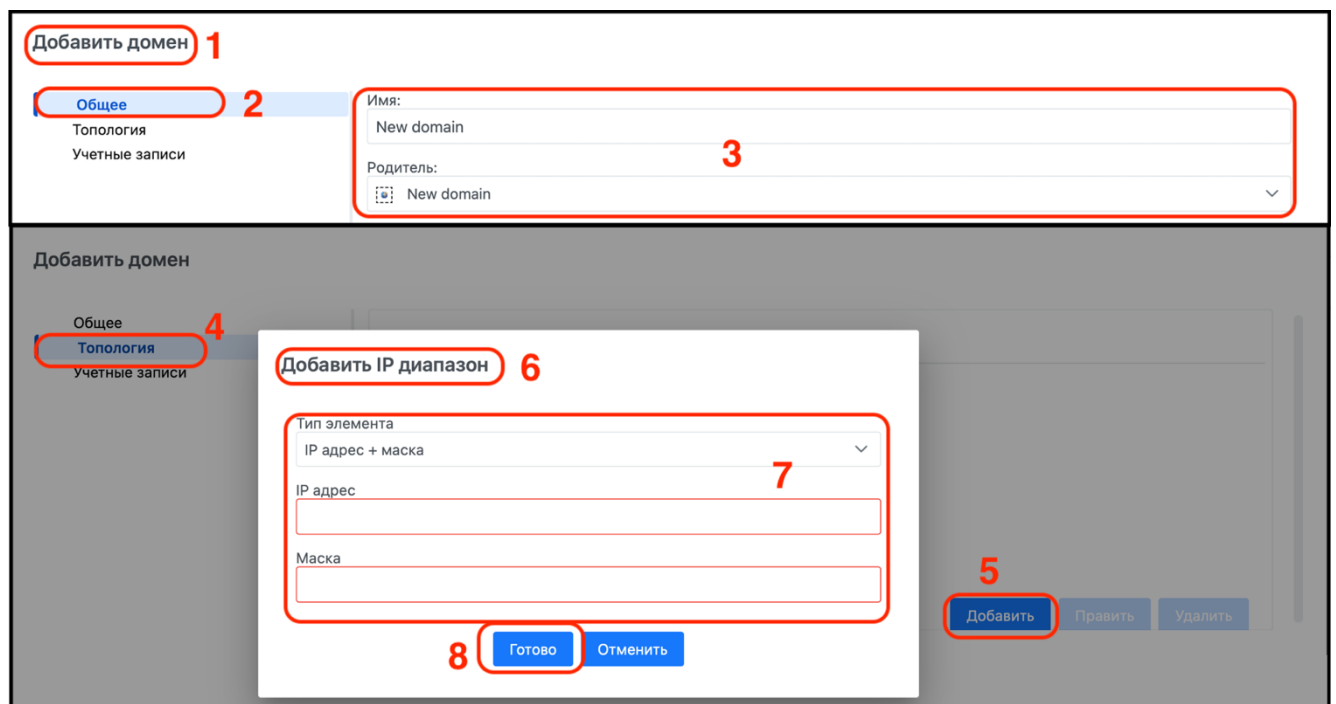 Добавить домен 1
Общее 2
Топология
Учетные записи
Имя:
New domain
3
Родитель:
New domain
Добавить домен
Общее
4
Топология
Учетные записи
Добавить IP диапазон 6
Тип элемента
IP адрес + маска
7
IP адрес
Маска
5
Добавить Править Удалить
8 Готово Отменить